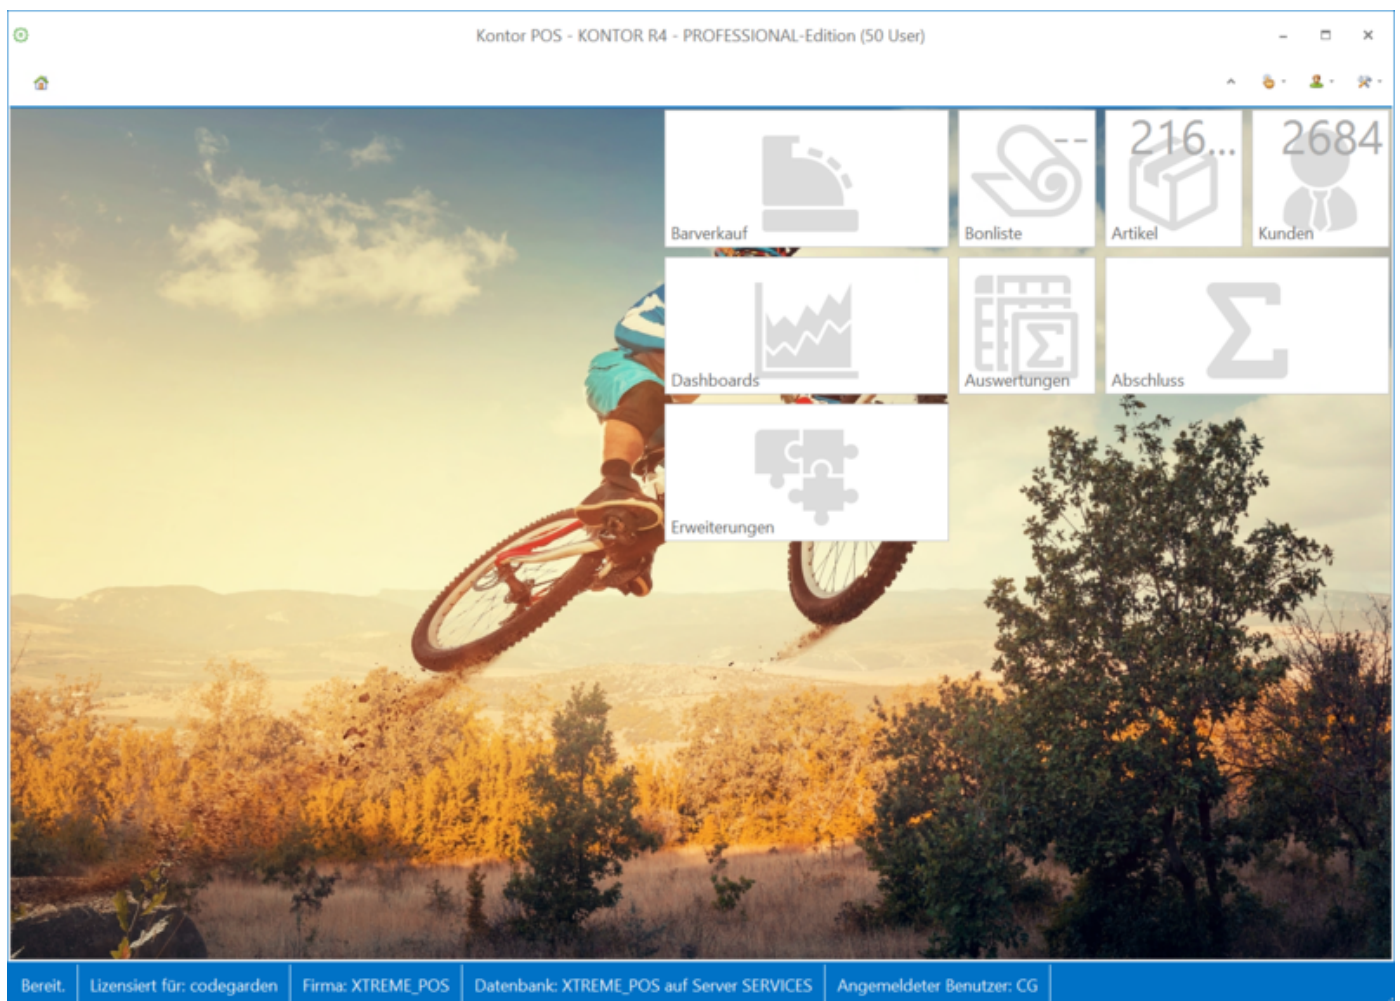 Kontor POS - KONTOR R4 - PROFESSIONAL-Edition (50 User)
Barverkauf
--
Bonliste
216...
Artikel
2684
Kunden
Dashboards
Auswertungen
Abschluss
Erweiterungen
Bereit.
Lizensiert für: codegarden
Firma: XTREME_POS
Datenbank: XTREME_POS auf Server SERVICES
Angemeldeter Benutzer: CG